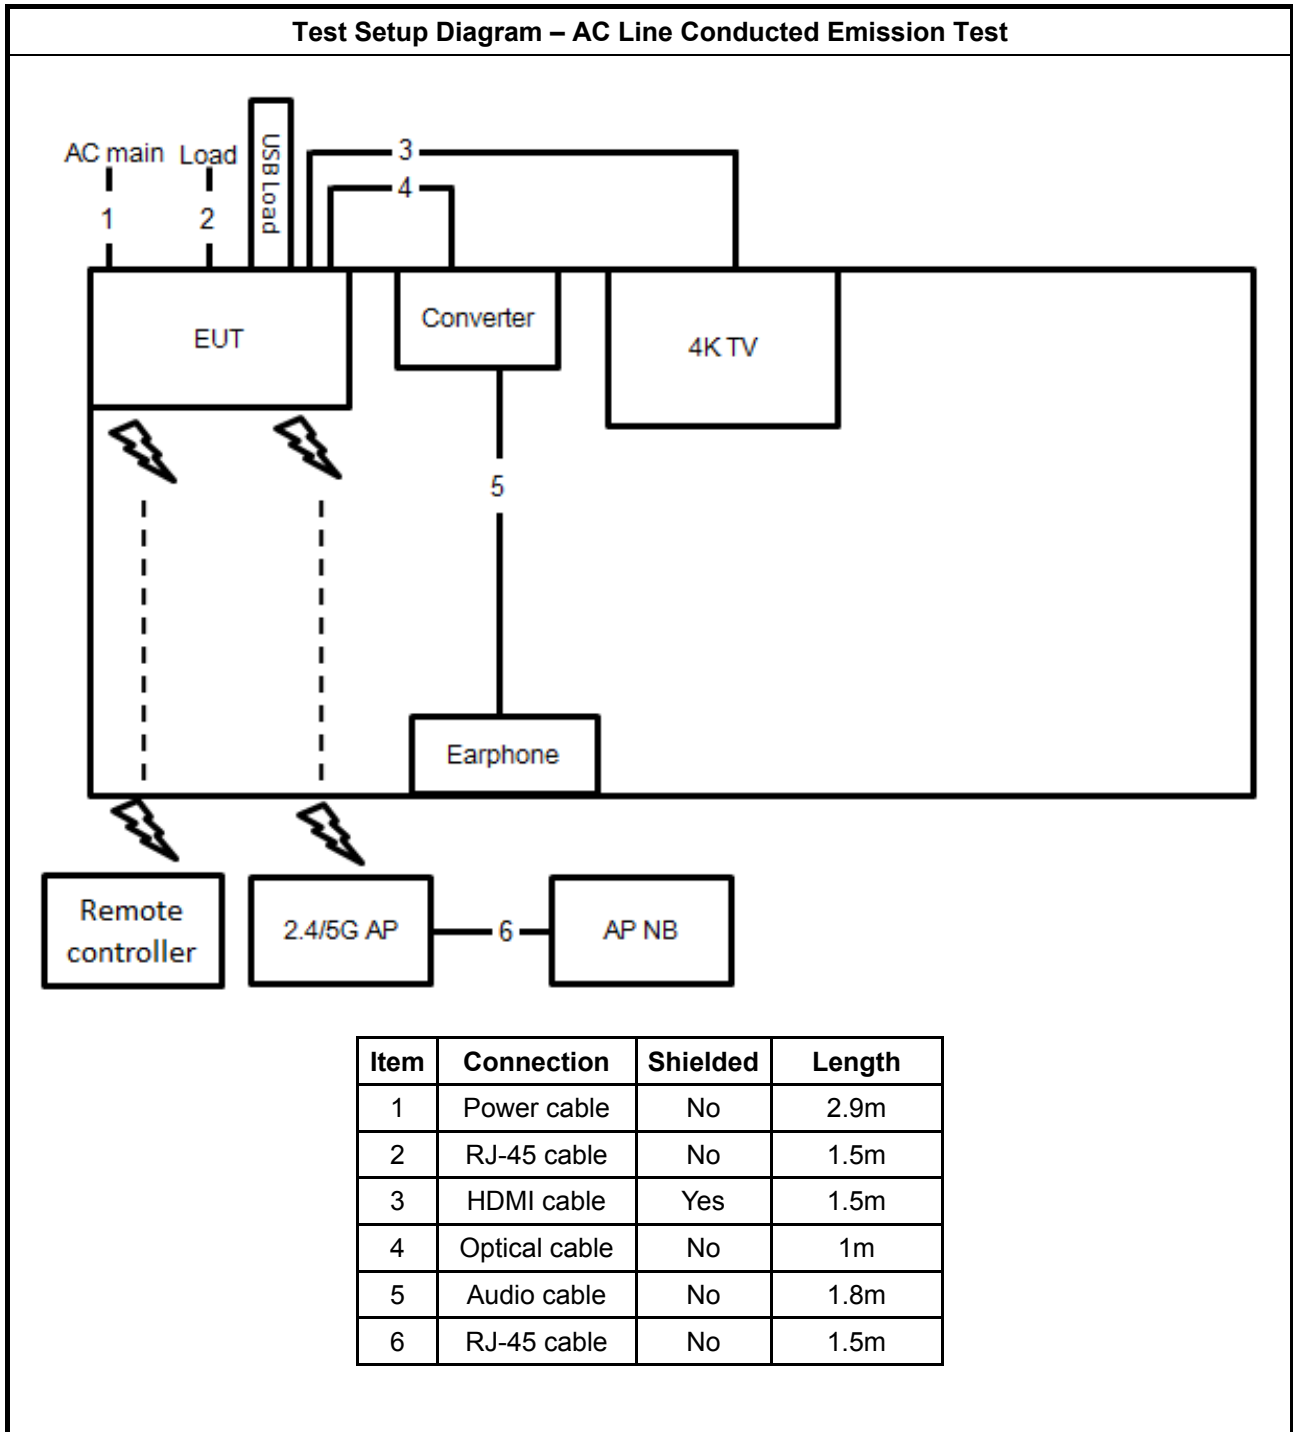 Test Setup Diagram – AC Line Conducted Emission Test
AC main
Load
USB Load
3
4
1
2
EUT
Converter
4K TV
5
Earphone
Remote
controller
2.4/5G AP
6
AP NB
Item Connection Shielded Length
1 Power cable No 2.9m
2 RJ-45 cable No 1.5m
3 HDMI cable Yes 1.5m
4 Optical cable No 1m
5 Audio cable No 1.8m
6 RJ-45 cable No 1.5m